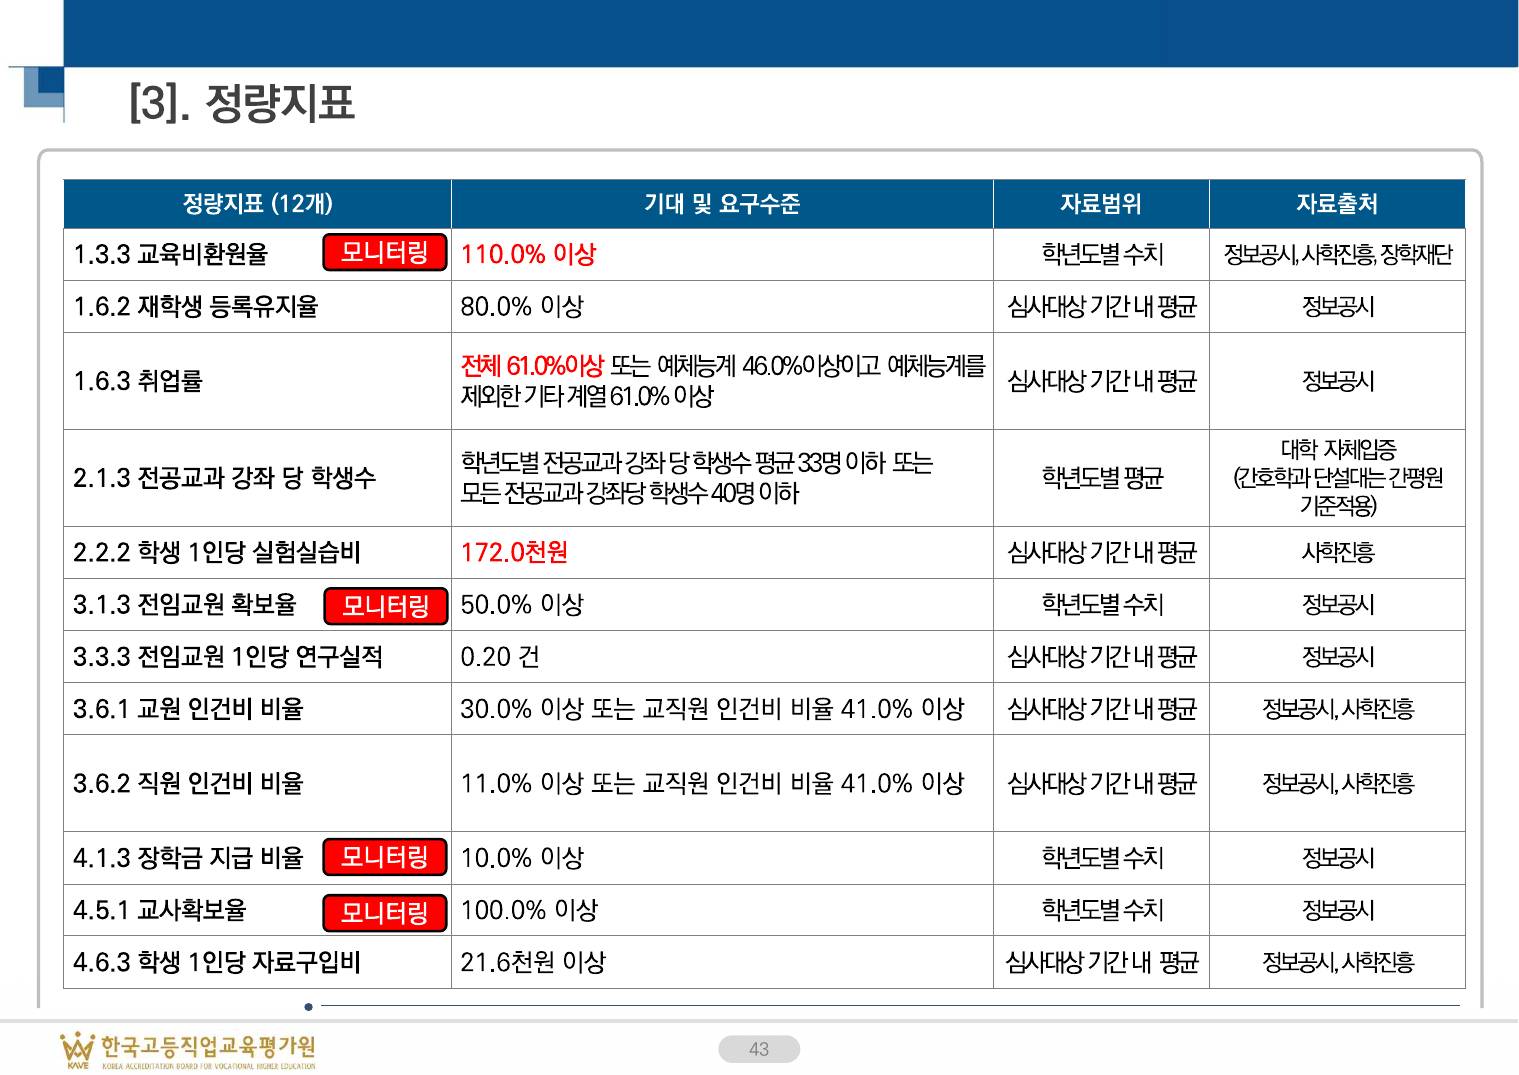 [3]. 정량지표
정량지표 (12개) 기대 및 요구수준 자료범위 자료출처
1.3.3 교육비환원율 모니터링 110.0% 이상 학년도별 수치 정보공시, 사학진흥, 장학재단
1.6.2 재학생 등록유지율 80.0% 이상 심사대상 기간 내 평균 정보공시
1.6.3 취업률 전체 61.0%이상 또는 예체능계 46.0%이상이고 예체능계를
제외한 기타 계열 61.0% 이상 심사대상 기간 내 평균 정보공시
2.1.3 전공교과 강좌 당 학생수 학년도별 전공교과 강좌 당 학생수 평균 33명 이하 또는
모든 전공교과 강좌당 학생수 40명 이하 학년도별 평균 대학 자체입증
(간호학과 단설대는 간평원
기준적용)
2.2.2 학생 1인당 실험실습비 172.0천원 심사대상 기간 내 평균 사학진흥
3.1.3 전임교원 확보율 모니터링 50.0% 이상 학년도별 수치 정보공시
3.3.3 전임교원 1인당 연구실적 0.20 건 심사대상 기간 내 평균 정보공시
3.6.1 교원 인건비 비율 30.0% 이상 또는 교직원 인건비 비율 41.0% 이상 심사대상 기간 내 평균 정보공시, 사학진흥
3.6.2 직원 인건비 비율 11.0% 이상 또는 교직원 인건비 비율 41.0% 이상 심사대상 기간 내 평균 정보공시, 사학진흥
4.1.3 장학금 지급 비율 모니터링 10.0% 이상 학년도별 수치 정보공시
4.5.1 교사확보율 모니터링 100.0% 이상 학년도별 수치 정보공시
4.6.3 학생 1인당 자료구입비 21.6천원 이상 심사대상 기간 내 평균 정보공시, 사학진흥
KAVE 한국고등직업교육평가원
KOREA ACCREDITATION BOARD FOR VOCATIONAL HIGHER EDUCATION
43